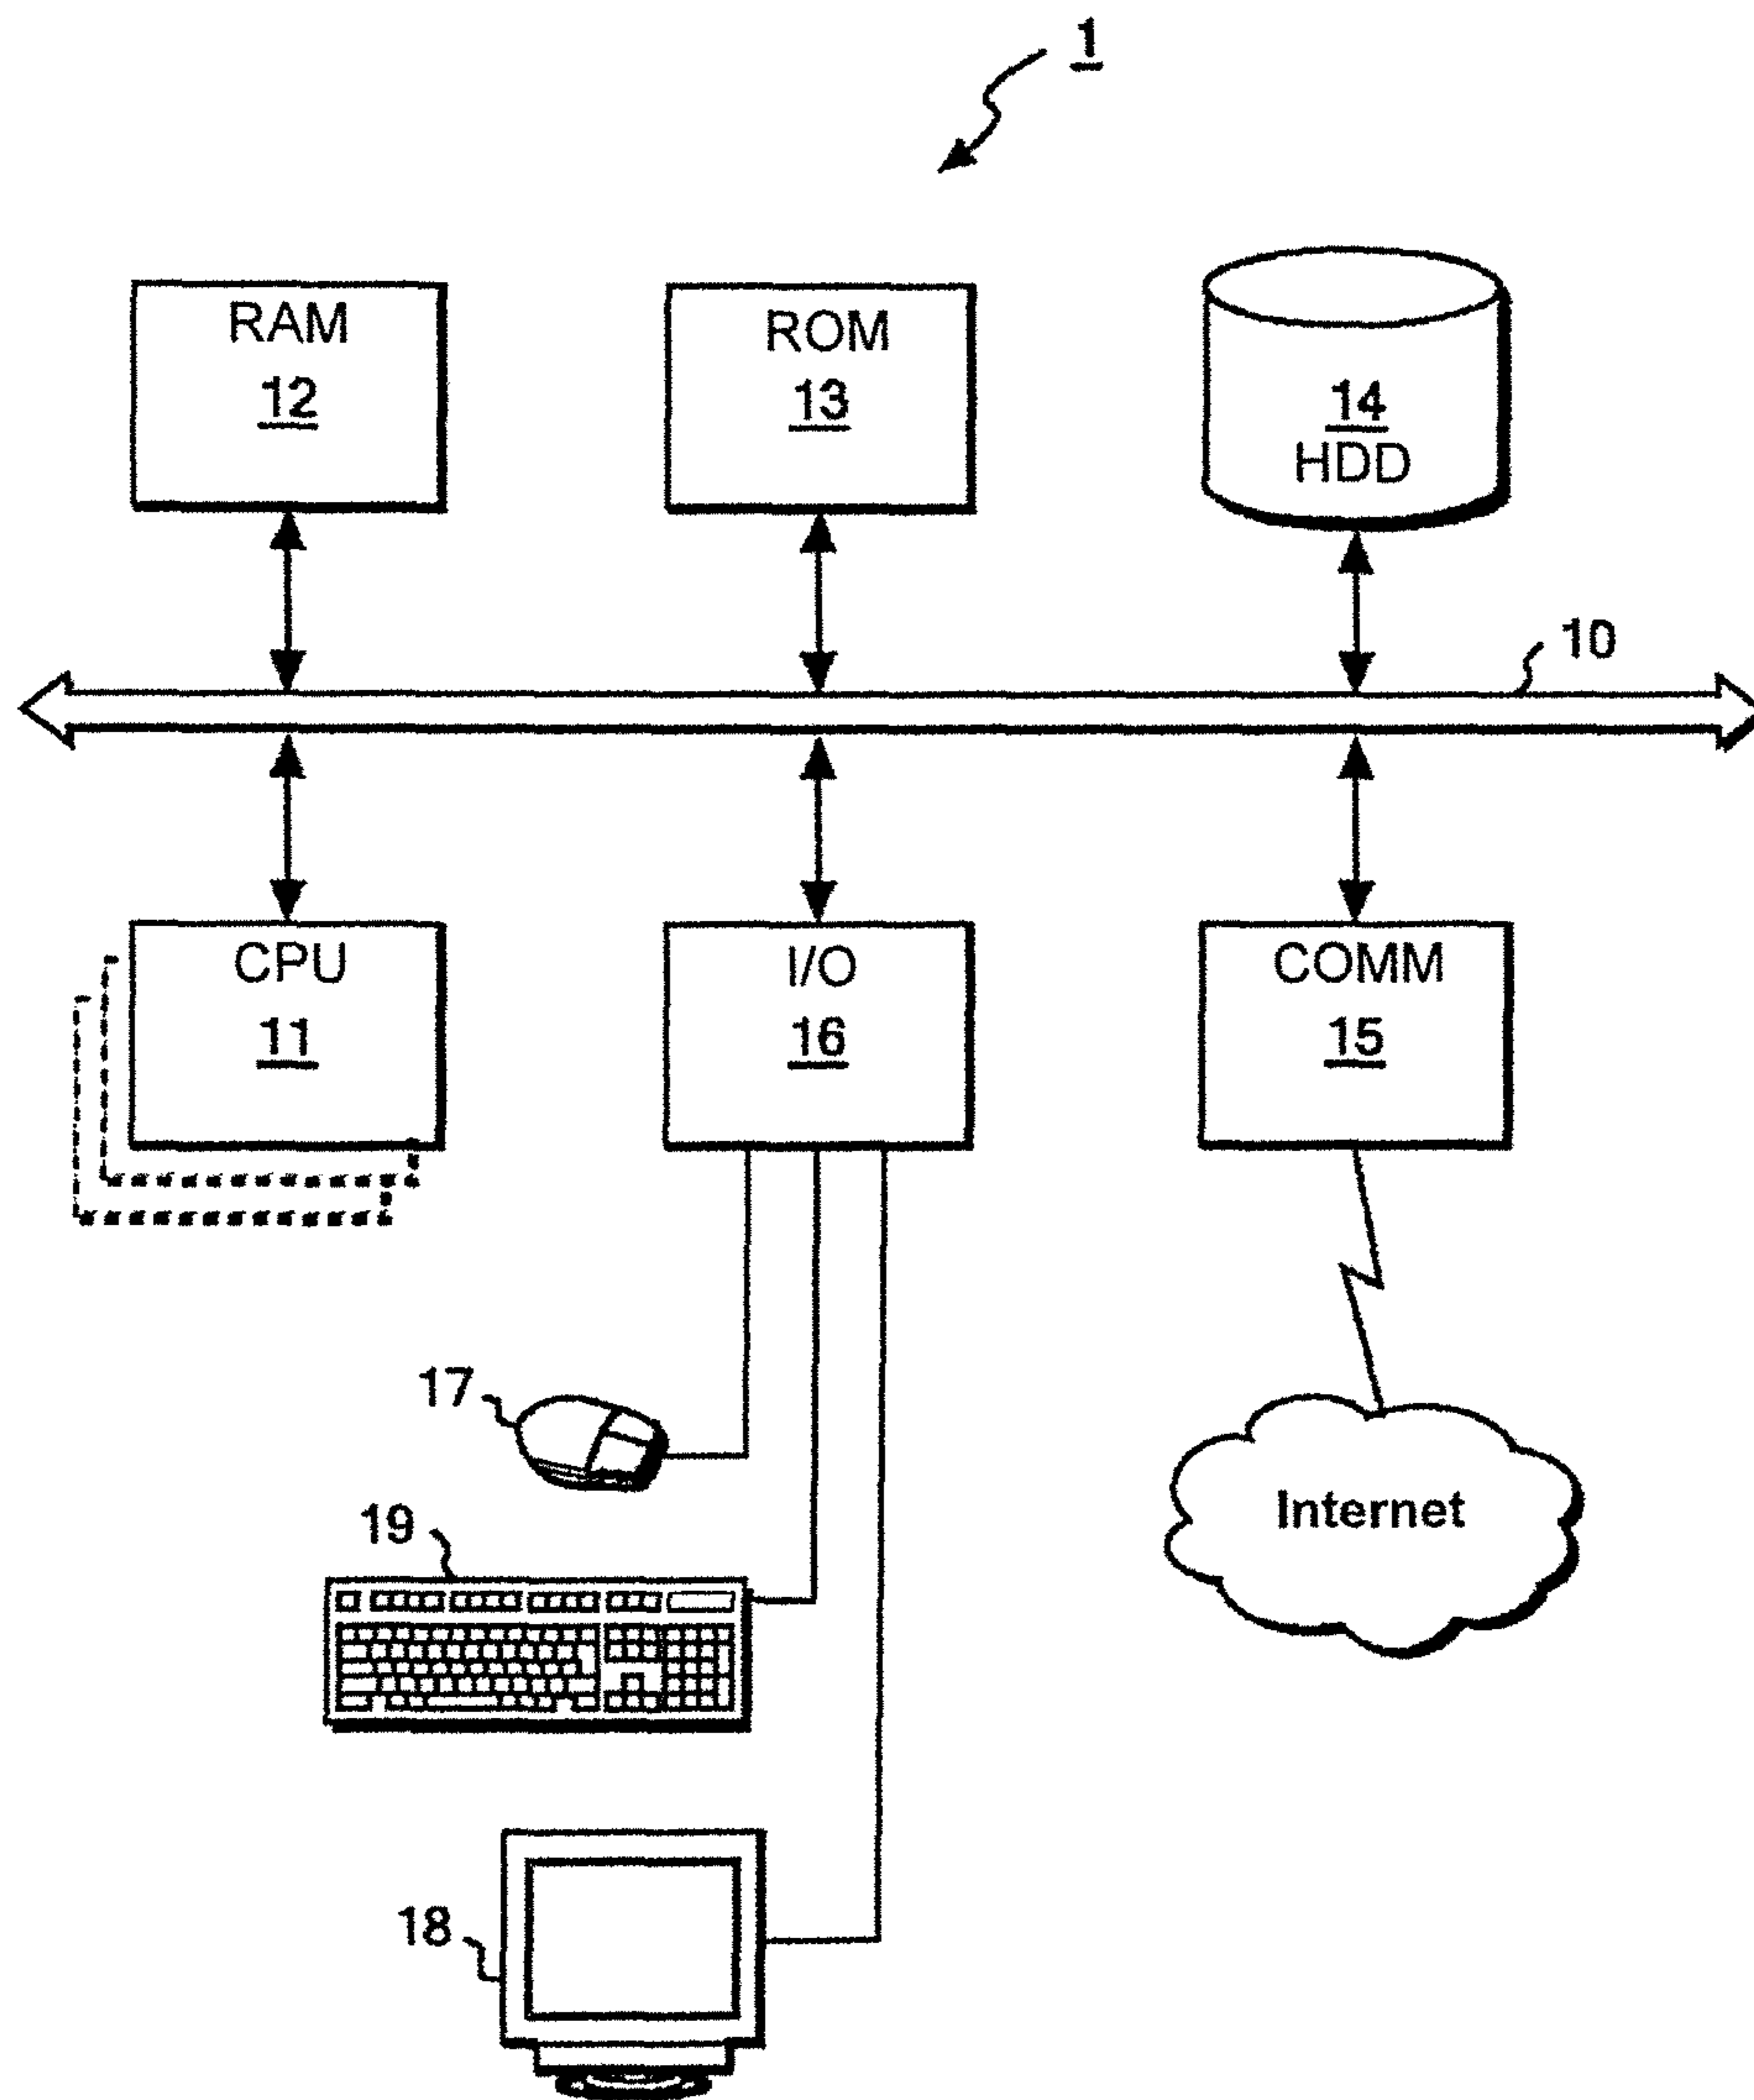 1
RAM
12
ROM
13
14
HDD
10
CPU
11
I/O
16
COMM
15
17
19
Internet
18